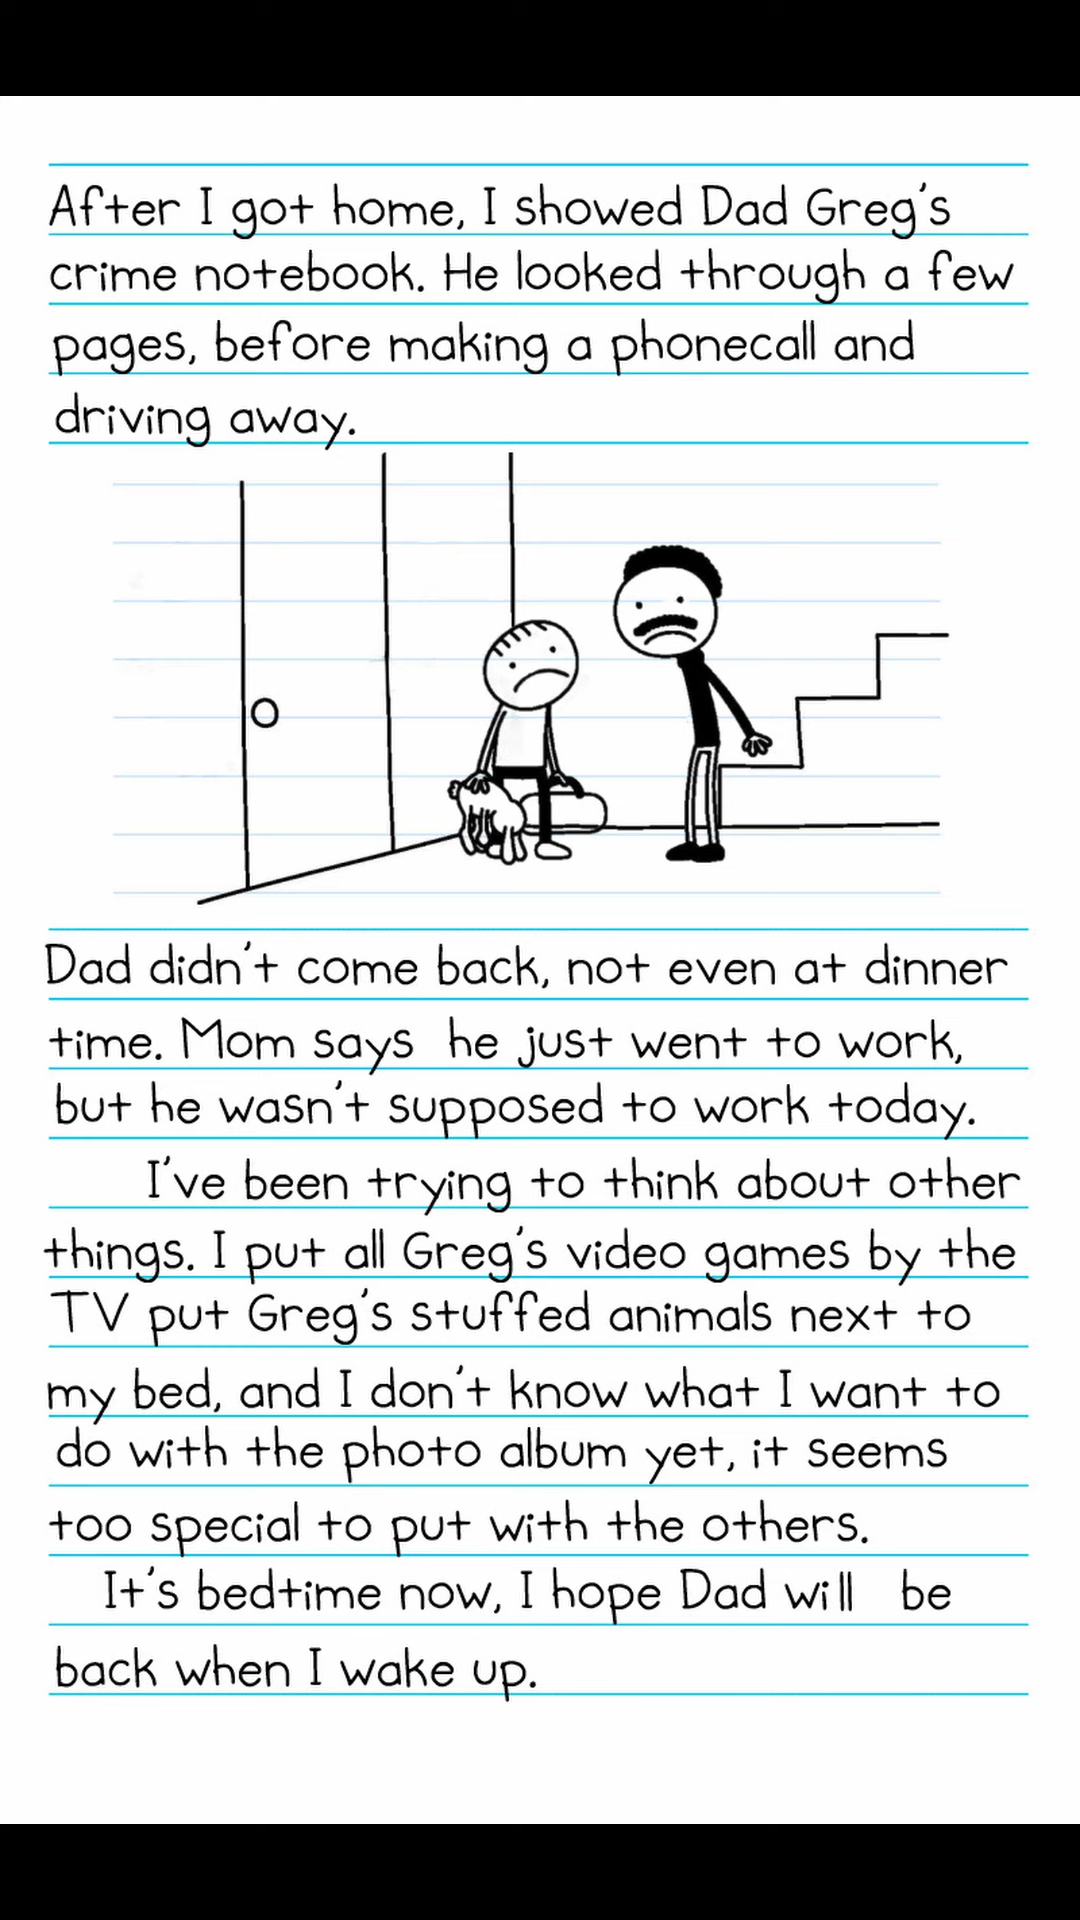 After I got home, I showed Dad Greg's
crime notebook. He looked through a few
pages, before making a phonecall and
driving away.
Dad didn't come back, not even at dinner
time. Mom says he just went to work,
but he wasn't supposed to work today.
I've been trying to think about other
things. I put all Greg's video games by the
TV put Greg's stuffed animals next to
my bed, and I don't know what I want to
do with the photo album yet, it seems
too special to put with the others.
It's bedtime now, I hope Dad will be
back when I wake up.